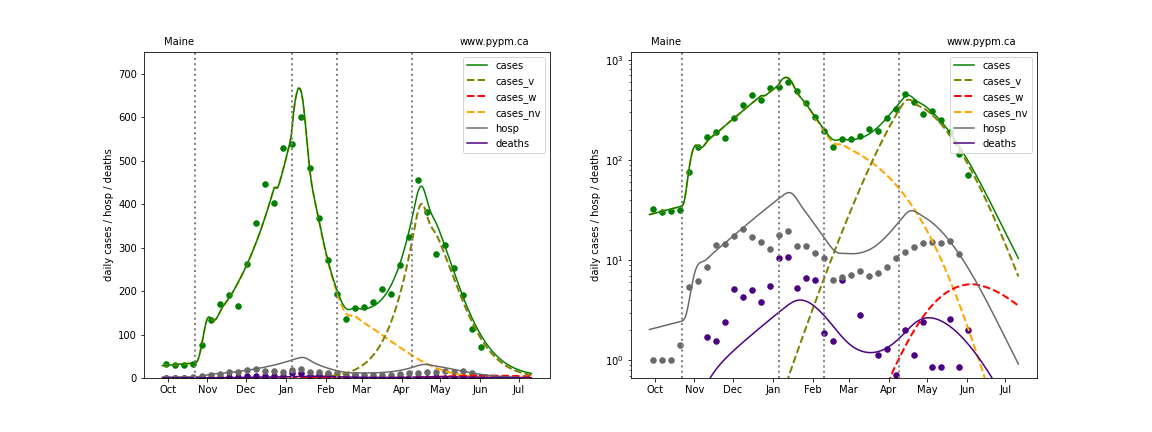 Maine www.pypm.ca
daily cases / hosp / deaths
700
600
500
400
300
200
100
0
Oct Nov Dec Jan Feb Mar Apr May Jun Jul
cases
cases_v
cases_w
cases_nv
hosp
deaths
Maine www.pypm.ca
daily cases / hosp / deaths
10³
10²
10¹
10⁰
Oct Nov Dec Jan Feb Mar Apr May Jun Jul
cases
cases_v
cases_w
cases_nv
hosp
deaths